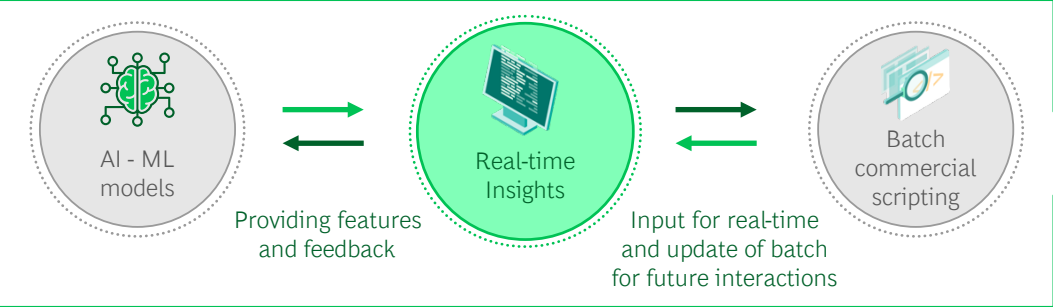 AI - ML
models
Real-time
Insights
Batch
commercial
scripting
Providing features
and feedback
Input for real-time
and update of batch
for future interactions